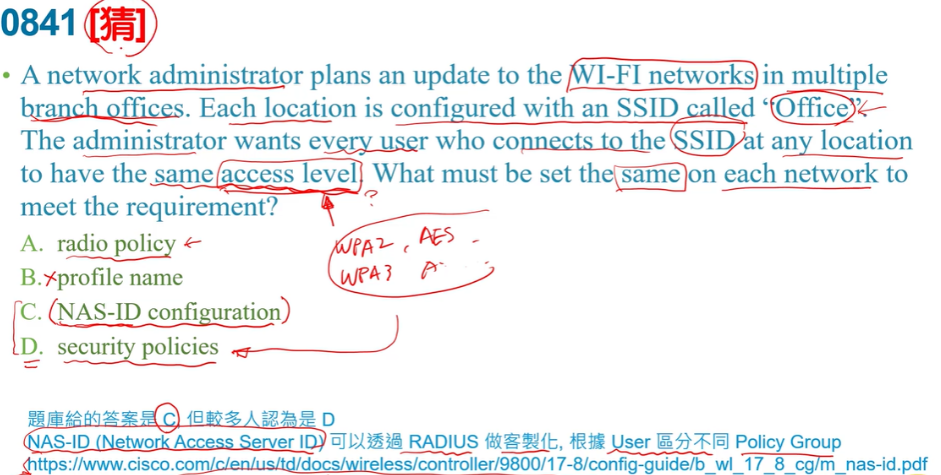 0841 [猜]
• A network administrator plans an update to the WI-FI networks in multiple
branch offices. Each location is configured with an SSID called “Office”.
The administrator wants every user who connects to the SSID at any location
to have the same access level. What must be set the same on each network to
meet the requirement?
?
A. radio policy
WPA2, AES
B. profile name
WPA3 A
C. NAS-ID configuration
D. security policies
題庫給的答案是 C, 但較多人認為是 D
NAS-ID (Network Access Server ID) 可以透過 RADIUS 做客製化, 根據 User 區分不同 Policy Group
https://www.cisco.com/c/en/us/td/docs/wireless/controller/9800/17-8/config-guide/b_wl_17_8_cg/m_nas-id.pdf